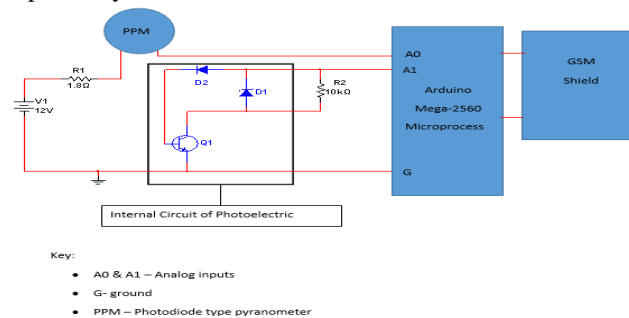 PPM
R1
1.8Ω
V1
12V
D2
D1
R2
10kΩ
Q1
A0
A1
Arduino
Mega-2560
Microprocess
G
GSM
Shield
Internal Circuit of Photoelectric
Key:
• A0 & A1 – Analog inputs
• G- ground
• PPM – Photodiode type pyranometer